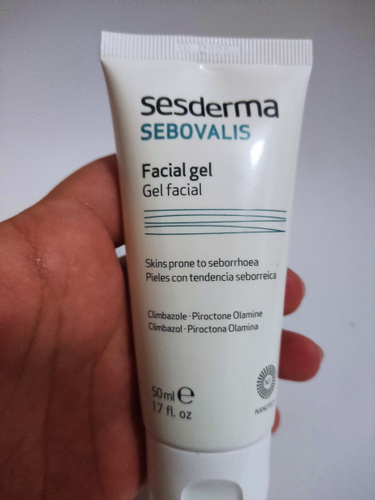 sesderma
SEBOVALIS
Facial gel
Gel facial
Skins prone to seborrhoea
Pieles con tendencia seborreica
Climbazole · Piroctone Olamine
Climbazol · Piroctona Olamina
50 ml e
1.7 fl. oz